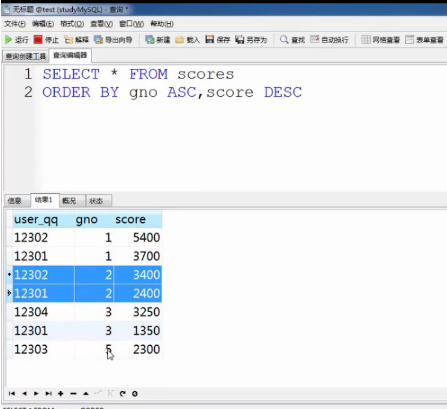 无标题 @test (studyMySQL) - 查询 *
文件(F) 编辑(E) 格式(O) 查看(V) 窗口(W) 帮助(H)
运行 停止 解释 导出向导 新建 载入 保存 另存为 查找 自动换行 网格查看 表单查看
查询创建工具 查询编辑器
1 SELECT * FROM scores
2 ORDER BY gno ASC,score DESC
信息 结果1 概况 状态
user_qq gno score
12302 1 5400
12301 1 3700
12302 2 3400
12301 2 2400
12304 3 3250
12301 3 1350
12303 5 2300